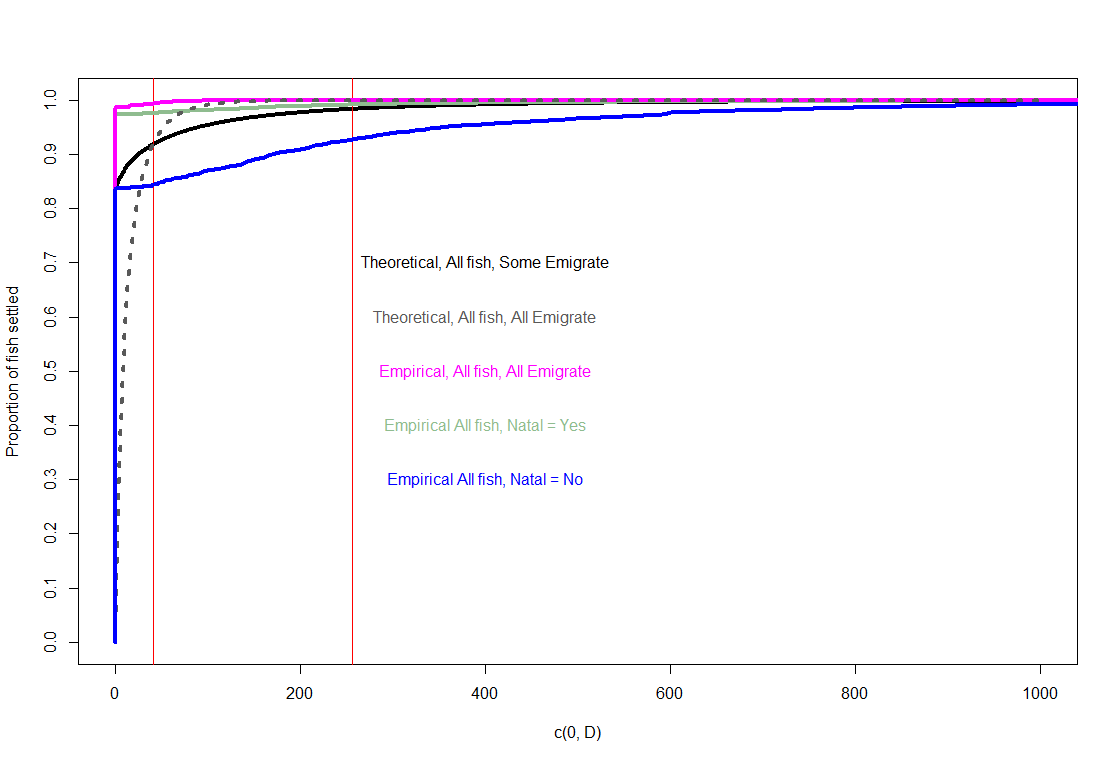 Proportion of fish settled
1.0
0.9
0.8
0.7
0.6
0.5
0.4
0.3
0.2
0.1
0.0
Theoretical, All fish, Some Emigrate
Theoretical, All fish, All Emigrate
Empirical, All fish, All Emigrate
Empirical All fish, Natal = Yes
Empirical All fish, Natal = No
0 200 400 600 800 1000
c(0, D)